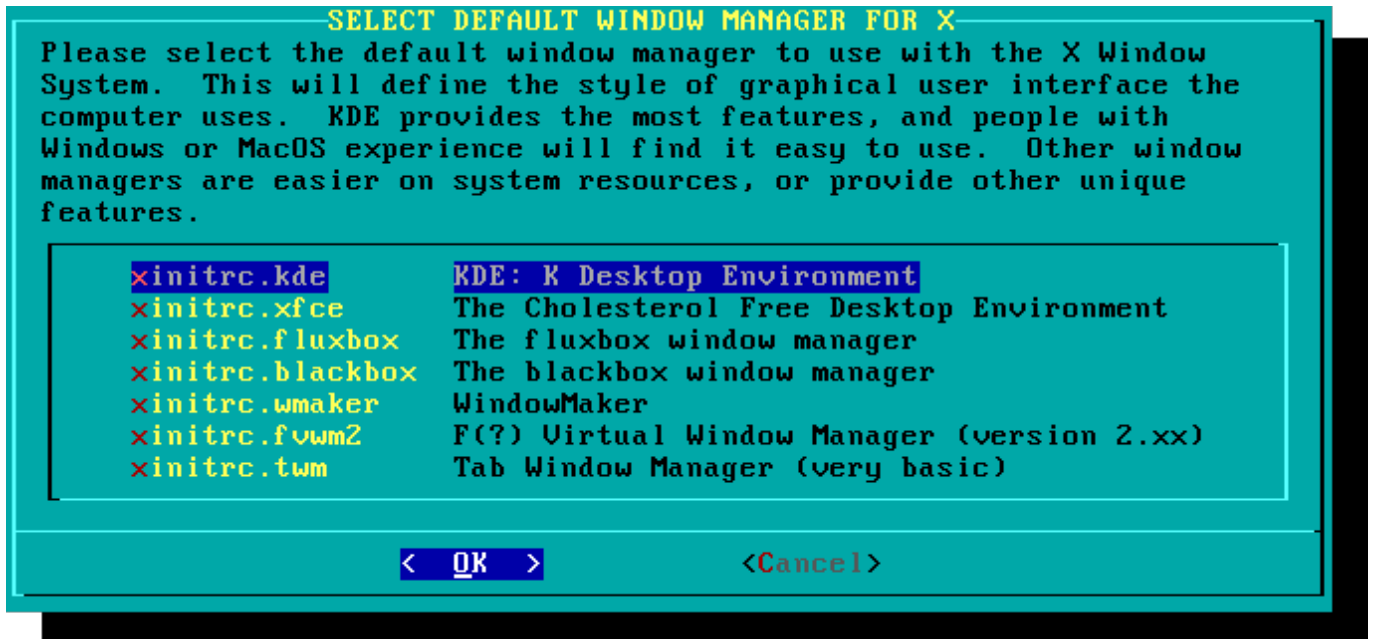 SELECT DEFAULT WINDOW MANAGER FOR X
Please select the default window manager to use with the X Window
System.  This will define the style of graphical user interface the
computer uses.  KDE provides the most features, and people with
Windows or MacOS experience will find it easy to use.  Other window
managers are easier on system resources, or provide other unique
features.
xinitrc.kde KDE: K Desktop Environment
xinitrc.xfce The Cholesterol Free Desktop Environment
xinitrc.fluxbox The fluxbox window manager
xinitrc.blackbox The blackbox window manager
xinitrc.wmaker WindowMaker
xinitrc.fvwm2 F(?) Virtual Window Manager (version 2.xx)
xinitrc.twm Tab Window Manager (very basic)
< OK > <Cancel>